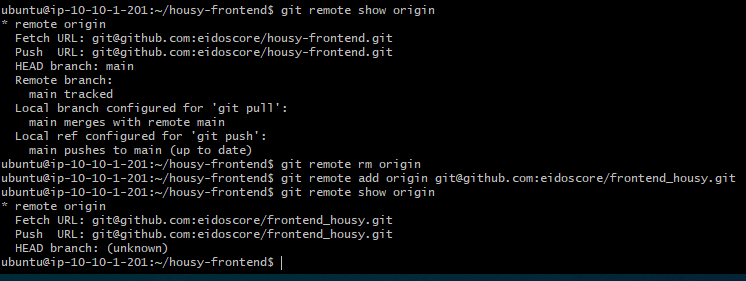 ubuntu@ip-10-10-1-201:~/housy-frontend$ git remote show origin
* remote origin
  Fetch URL: git@github.com:eidoscore/housy-frontend.git
  Push  URL: git@github.com:eidoscore/housy-frontend.git
  HEAD branch: main
  Remote branch:
    main tracked
  Local branch configured for 'git pull':
    main merges with remote main
  Local ref configured for 'git push':
    main pushes to main (up to date)
ubuntu@ip-10-10-1-201:~/housy-frontend$ git remote rm origin
ubuntu@ip-10-10-1-201:~/housy-frontend$ git remote add origin git@github.com:eidoscore/frontend_housy.git
ubuntu@ip-10-10-1-201:~/housy-frontend$ git remote show origin
* remote origin
  Fetch URL: git@github.com:eidoscore/frontend_housy.git
  Push  URL: git@github.com:eidoscore/frontend_housy.git
  HEAD branch: (unknown)
ubuntu@ip-10-10-1-201:~/housy-frontend$